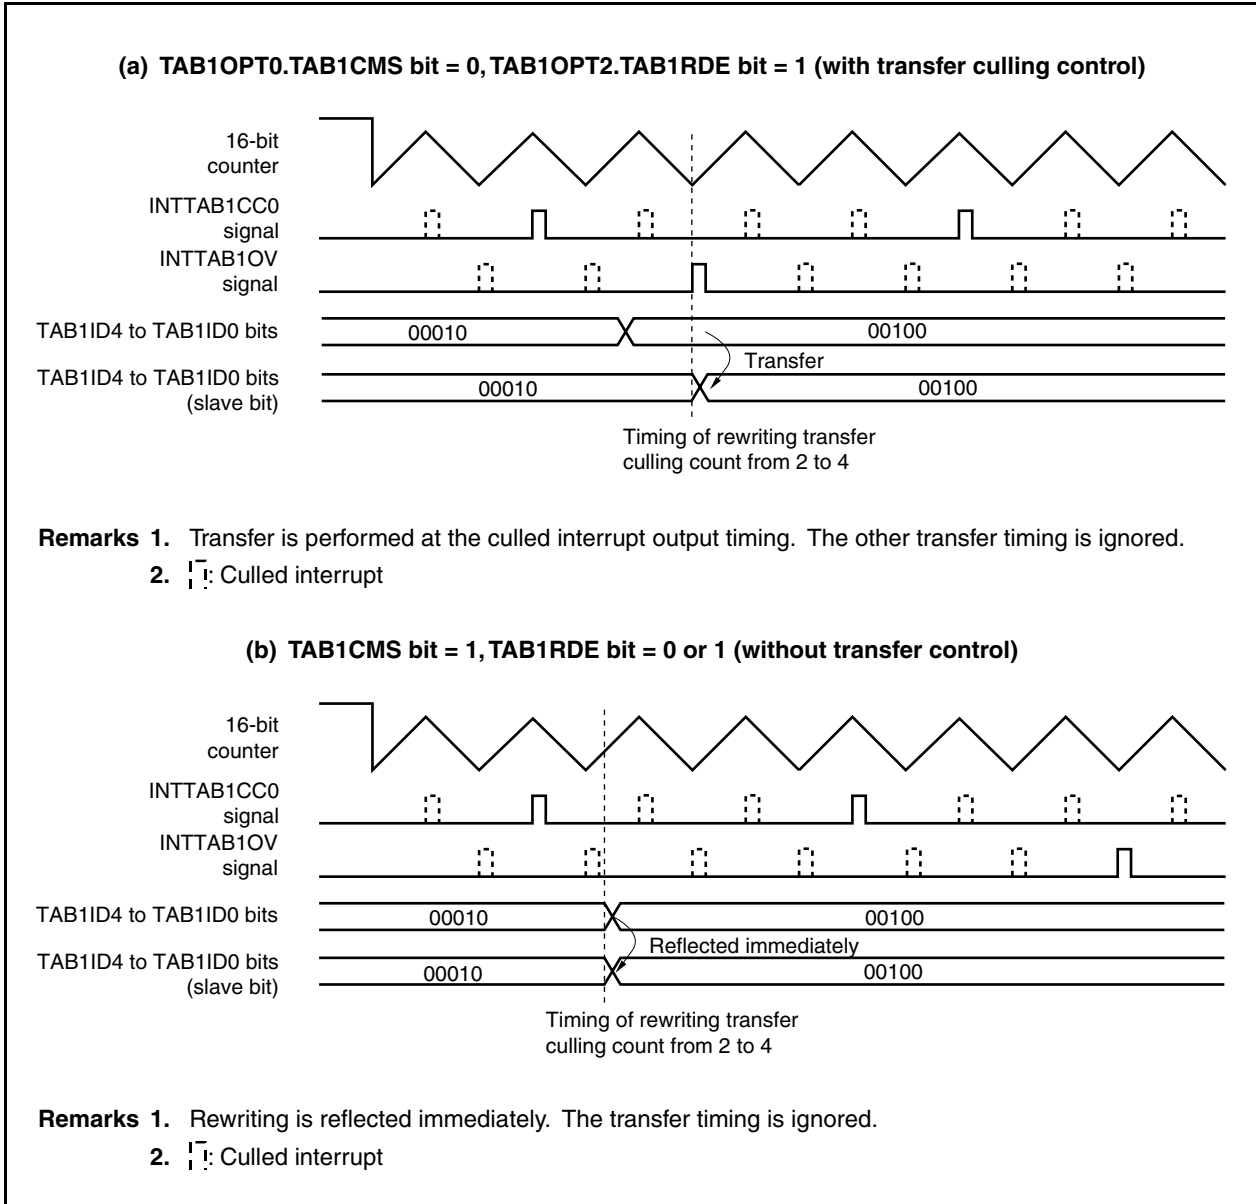 (a) TAB1OPT0.TAB1CMS bit = 0, TAB1OPT2.TAB1RDE bit = 1 (with transfer culling control)
16-bit
counter
INTTAB1CC0
signal
INTTAB1OV
signal
TAB1ID4 to TAB1ID0 bits
00010
00100
Transfer
TAB1ID4 to TAB1ID0 bits
(slave bit)
00010
00100
Timing of rewriting transfer
culling count from 2 to 4
Remarks 1. Transfer is performed at the culled interrupt output timing. The other transfer timing is ignored.
2. : Culled interrupt
(b) TAB1CMS bit = 1, TAB1RDE bit = 0 or 1 (without transfer control)
16-bit
counter
INTTAB1CC0
signal
INTTAB1OV
signal
TAB1ID4 to TAB1ID0 bits
00010
00100
Reflected immediately
TAB1ID4 to TAB1ID0 bits
(slave bit)
00010
00100
Timing of rewriting transfer
culling count from 2 to 4
Remarks 1. Rewriting is reflected immediately. The transfer timing is ignored.
2. : Culled interrupt